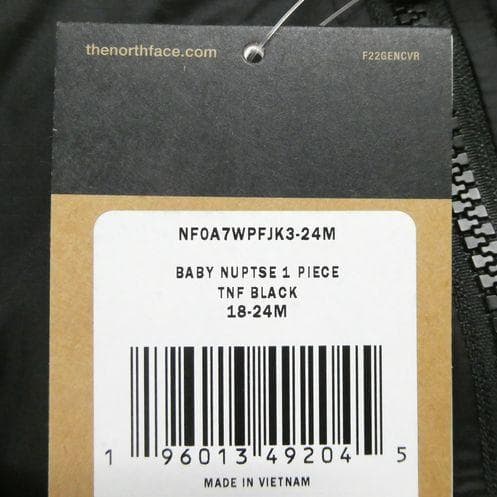 thenorthface.com
F22GENCVR
NF0A7WPFJK3-24M
BABY NUPTSE 1 PIECE
TNF BLACK
18-24M
1 96013 49204 5
MADE IN VIETNAM